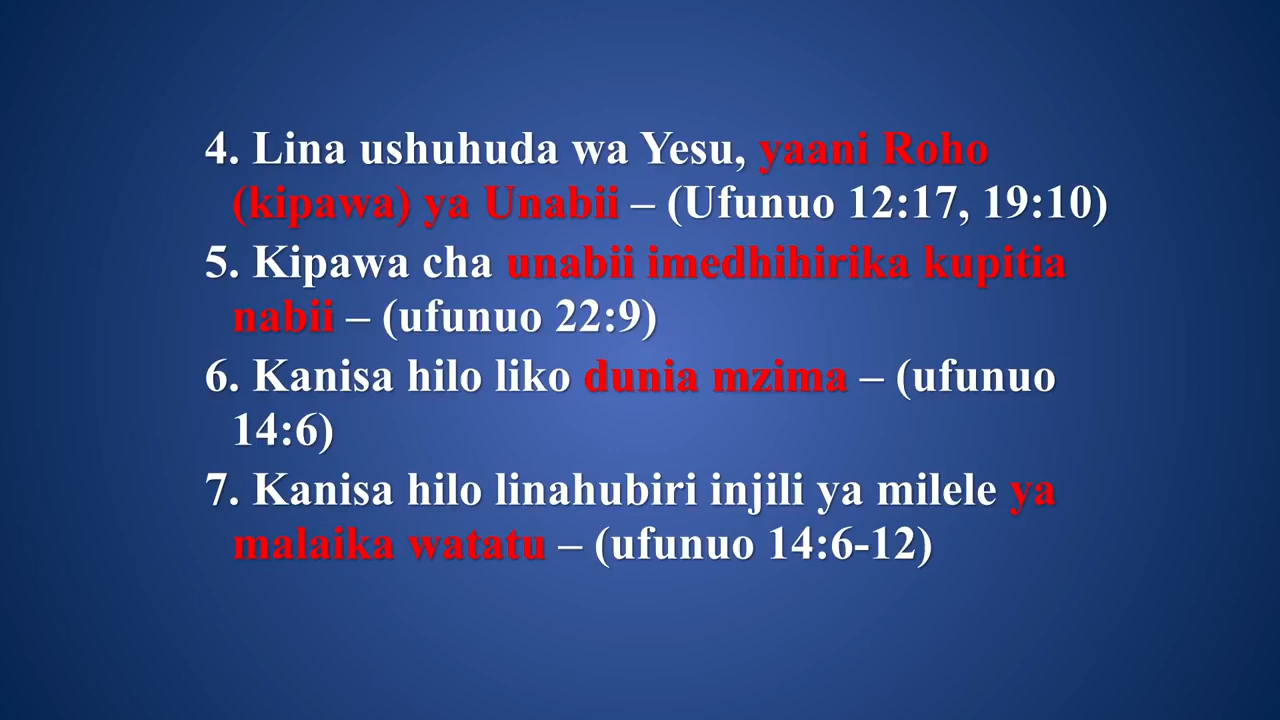 4. Lina ushuhuda wa Yesu, yaani Roho
(kipawa) ya Unabii – (Ufunuo 12:17, 19:10)
5. Kipawa cha unabii imedhihirika kupitia
nabii – (ufunuo 22:9)
6. Kanisa hilo liko dunia mzima – (ufunuo
14:6)
7. Kanisa hilo linahubiri injili ya milele ya
malaika watatu – (ufunuo 14:6-12)